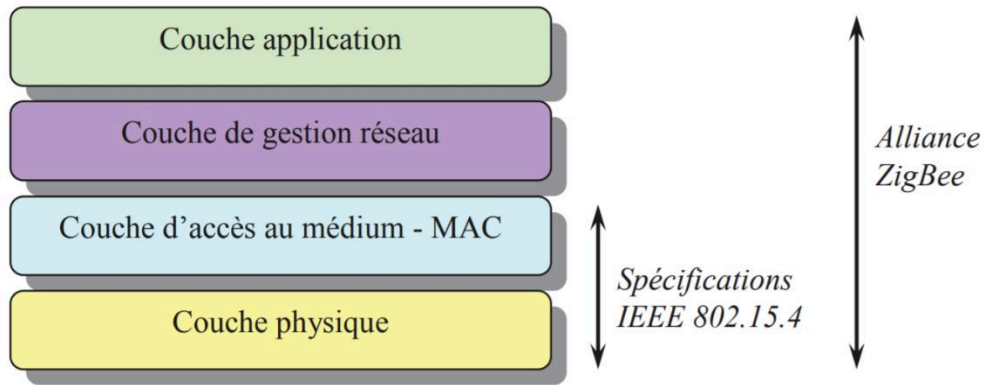 Couche application
Couche de gestion réseau
Couche d'accès au médium - MAC
Couche physique
Spécifications
IEEE 802.15.4
Alliance
ZigBee